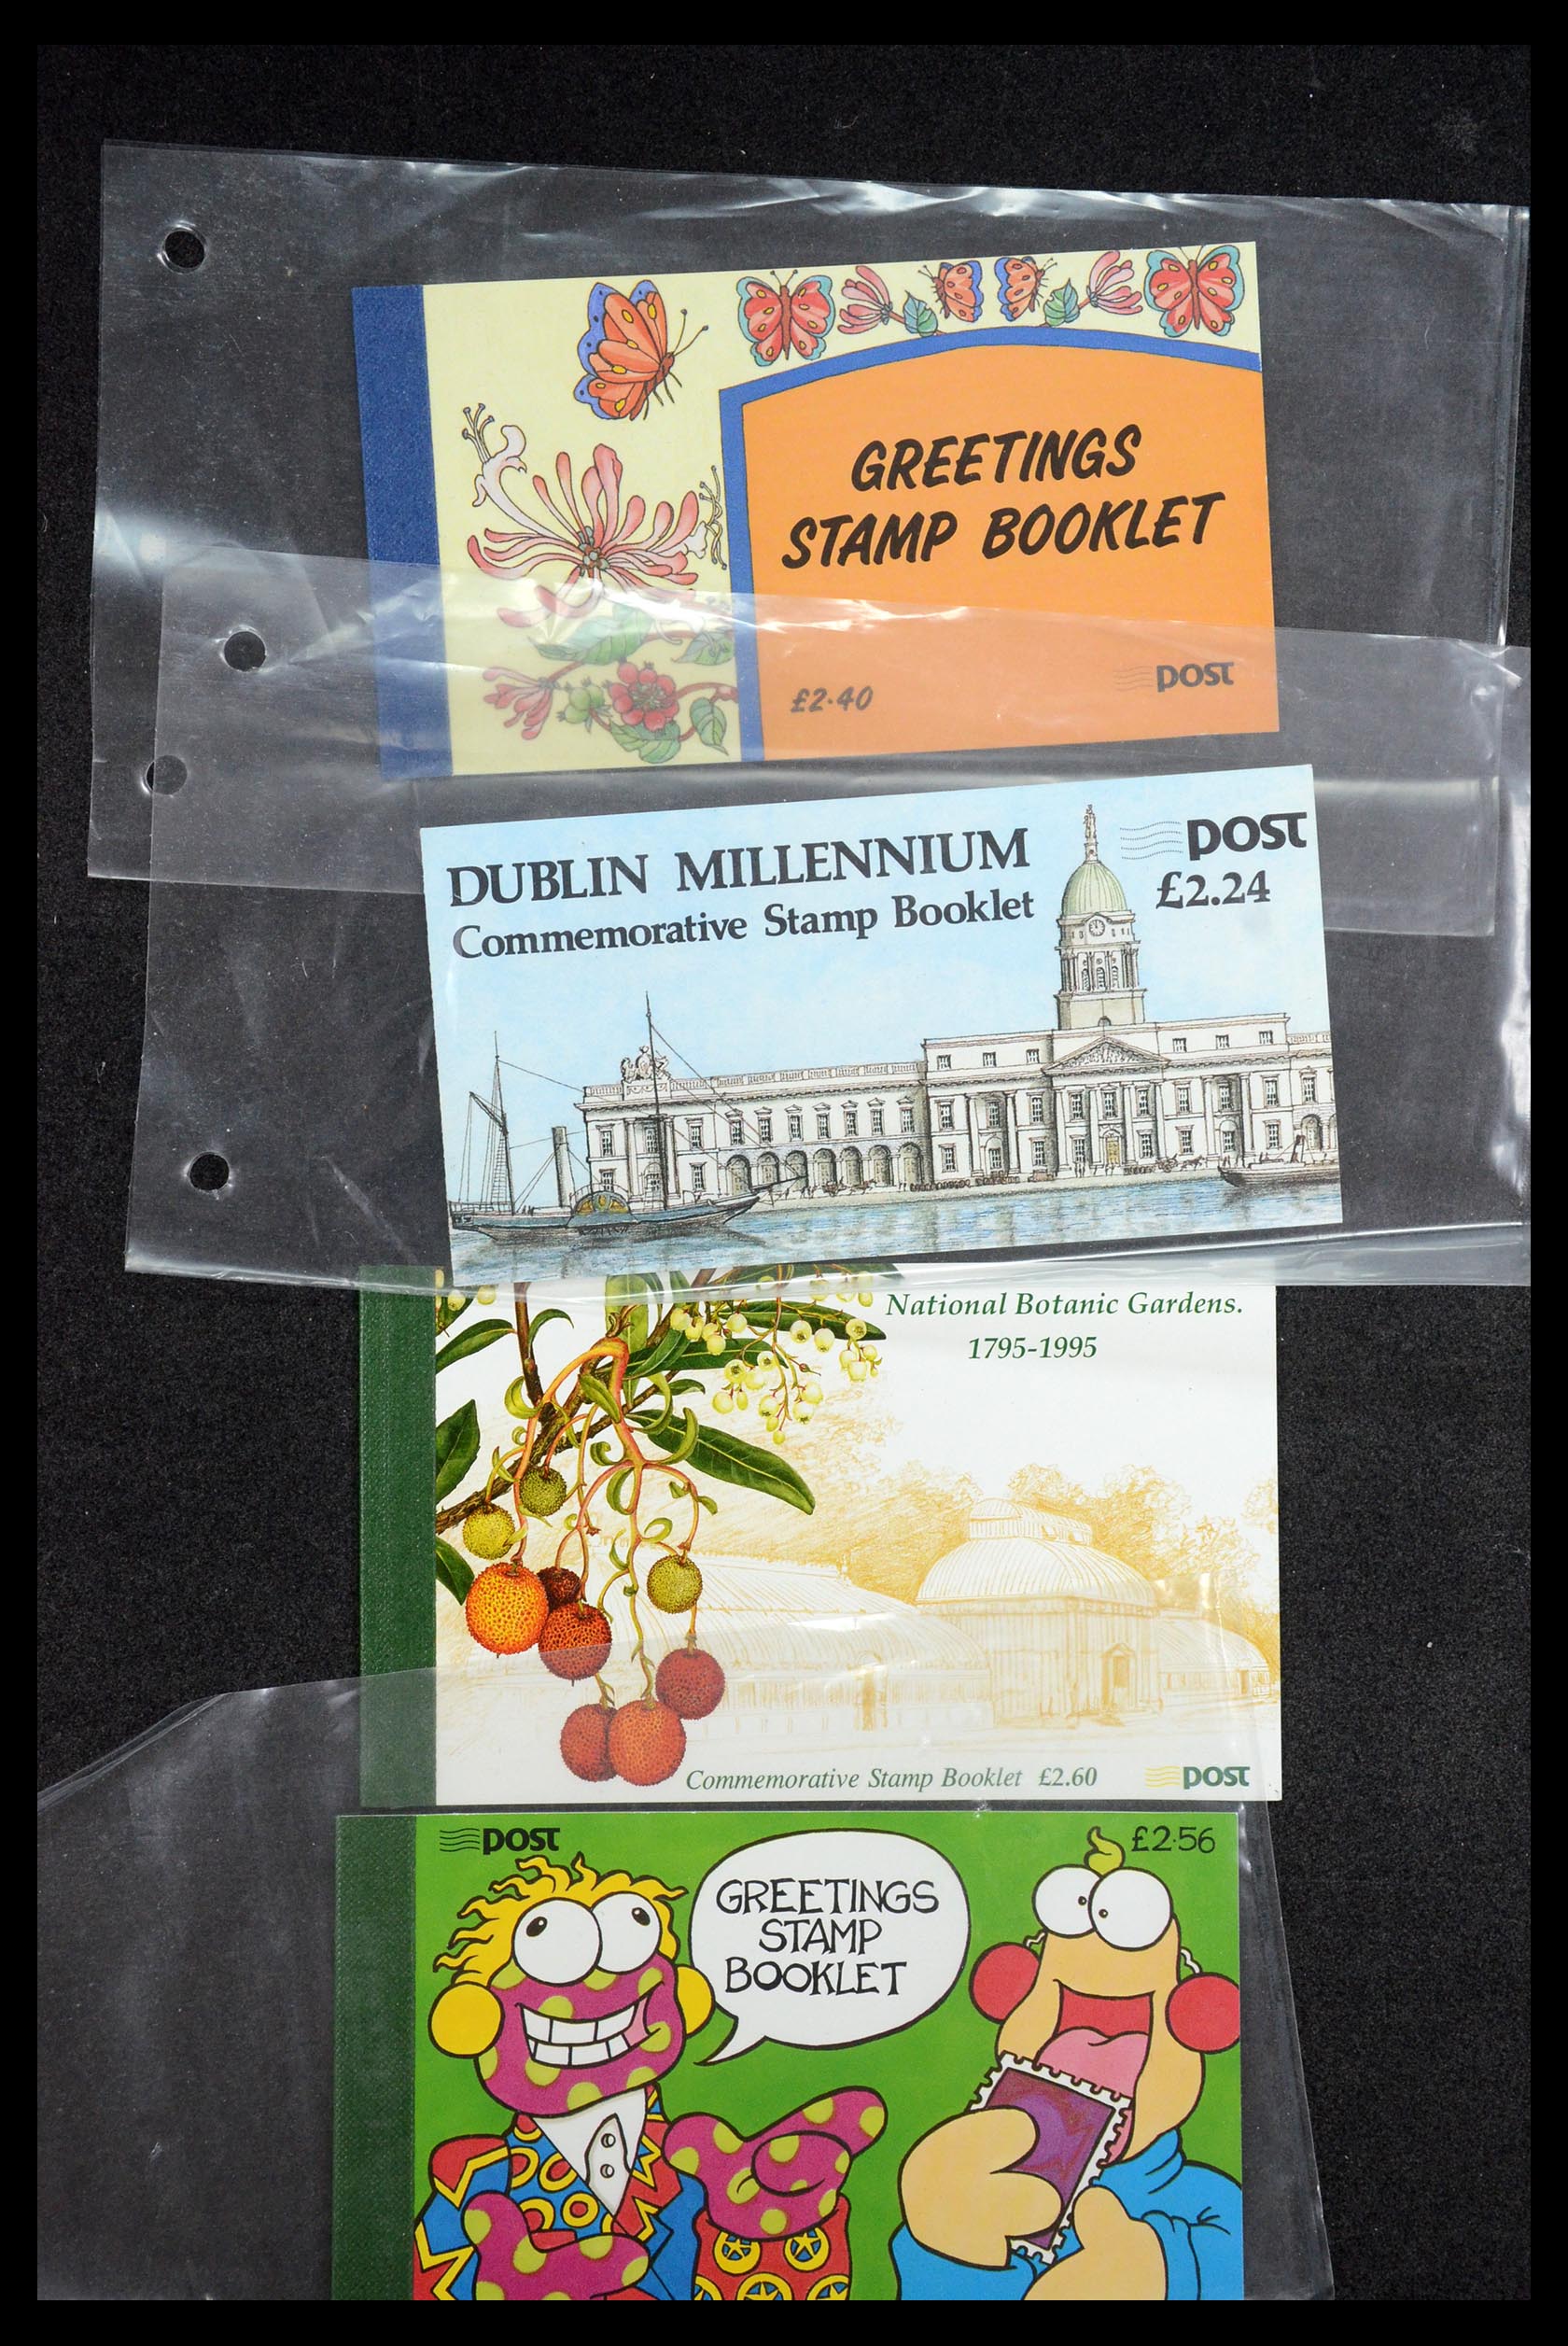 GREETINGS
STAMP BOOKLET
£2·40
POST
DUBLIN MILLENNIUM
Commemorative Stamp Booklet
POST
£2.24
National Botanic Gardens.
1795-1995
Commemorative Stamp Booklet £2.60
POST
POST
£2·56
GREETINGS
STAMP
BOOKLET